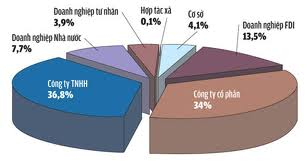 Doanh nghiệp tư nhân
3,9%
Hợp tác xã
0,1%
Cơ sở
4,1%
Doanh nghiệp FDI
13,5%
Doanh nghiệp Nhà nước
7,7%
Công ty TNHH
36,8%
Công ty cổ phần
34%